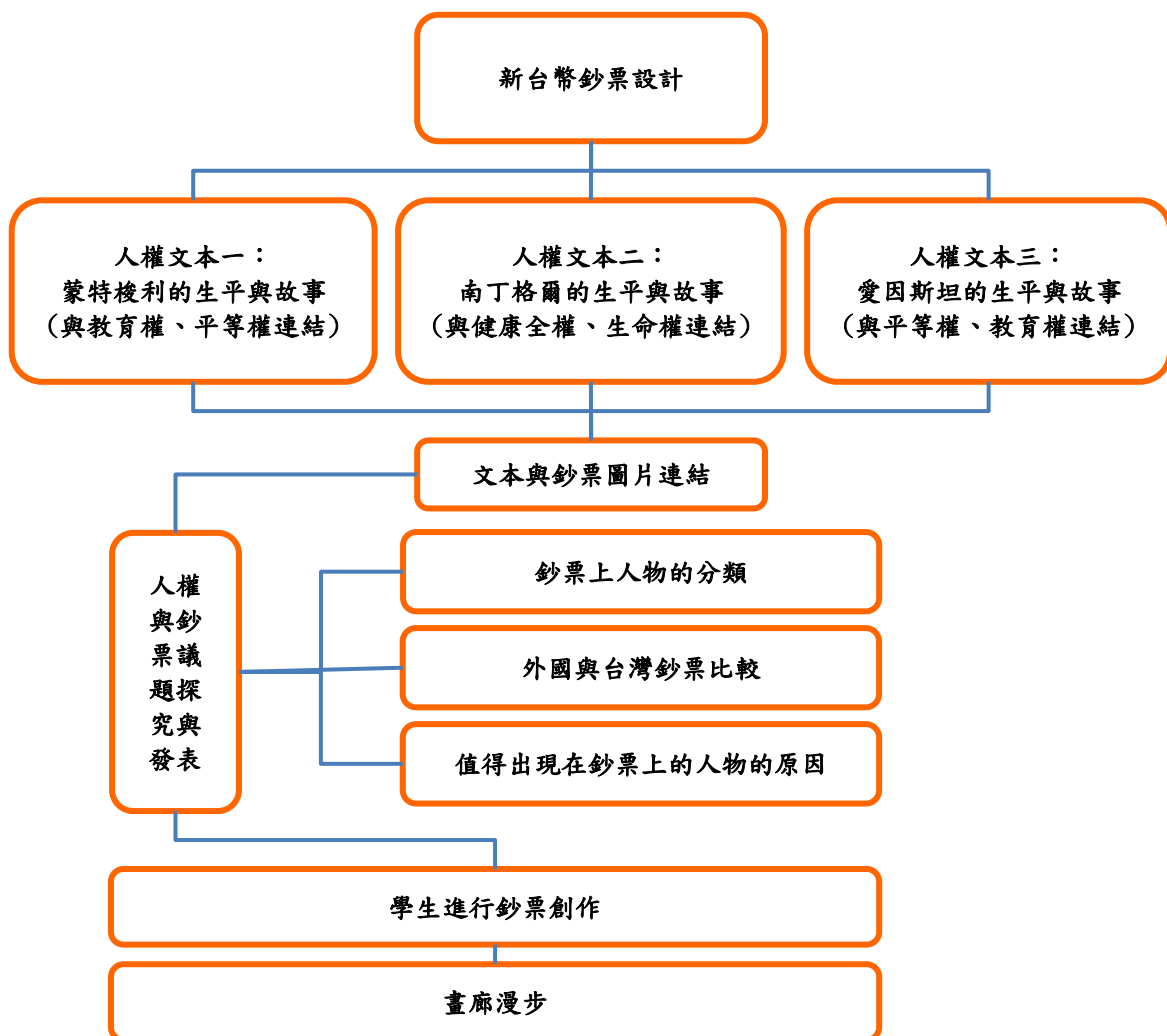 新台幣鈔票設計
人權文本一：
蒙特梭利的生平與故事
（與教育權、平等權連結）
人權文本二：
南丁格爾的生平與故事
（與健康全權、生命權連結）
人權文本三：
愛因斯坦的生平與故事
（與平等權、教育權連結）
文本與鈔票圖片連結
人權
與鈔
票議
題探
究與
發表
鈔票上人物的分類
外國與台灣鈔票比較
值得出現在鈔票上的人物的原因
學生進行鈔票創作
畫廊漫步